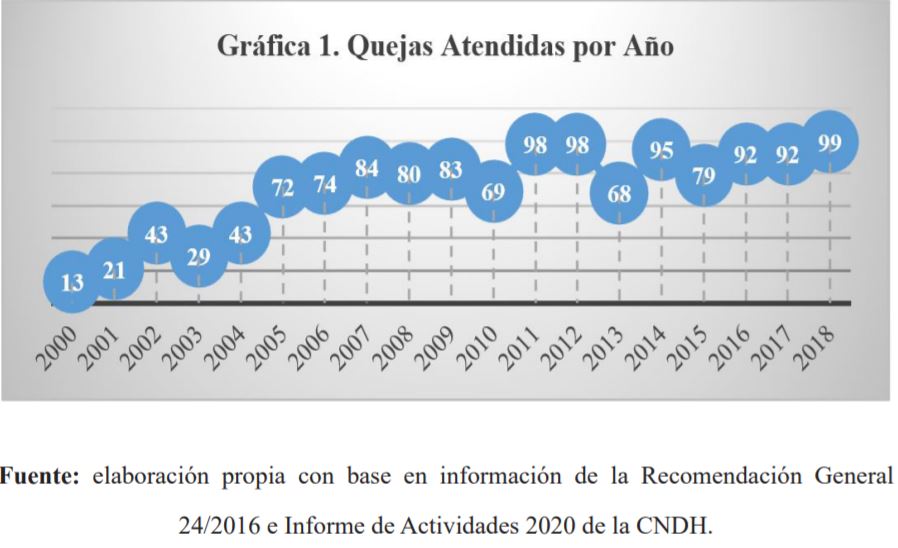 Gráfica 1. Quejas Atendidas por Año
13 21 43 29 43 72 74 84 80 83 69 98 98 68 95 79 92 92 99
2000 2001 2002 2003 2004 2005 2006 2007 2008 2009 2010 2011 2012 2013 2014 2015 2016 2017 2018
Fuente: elaboración propia con base en información de la Recomendación General
24/2016 e Informe de Actividades 2020 de la CNDH.